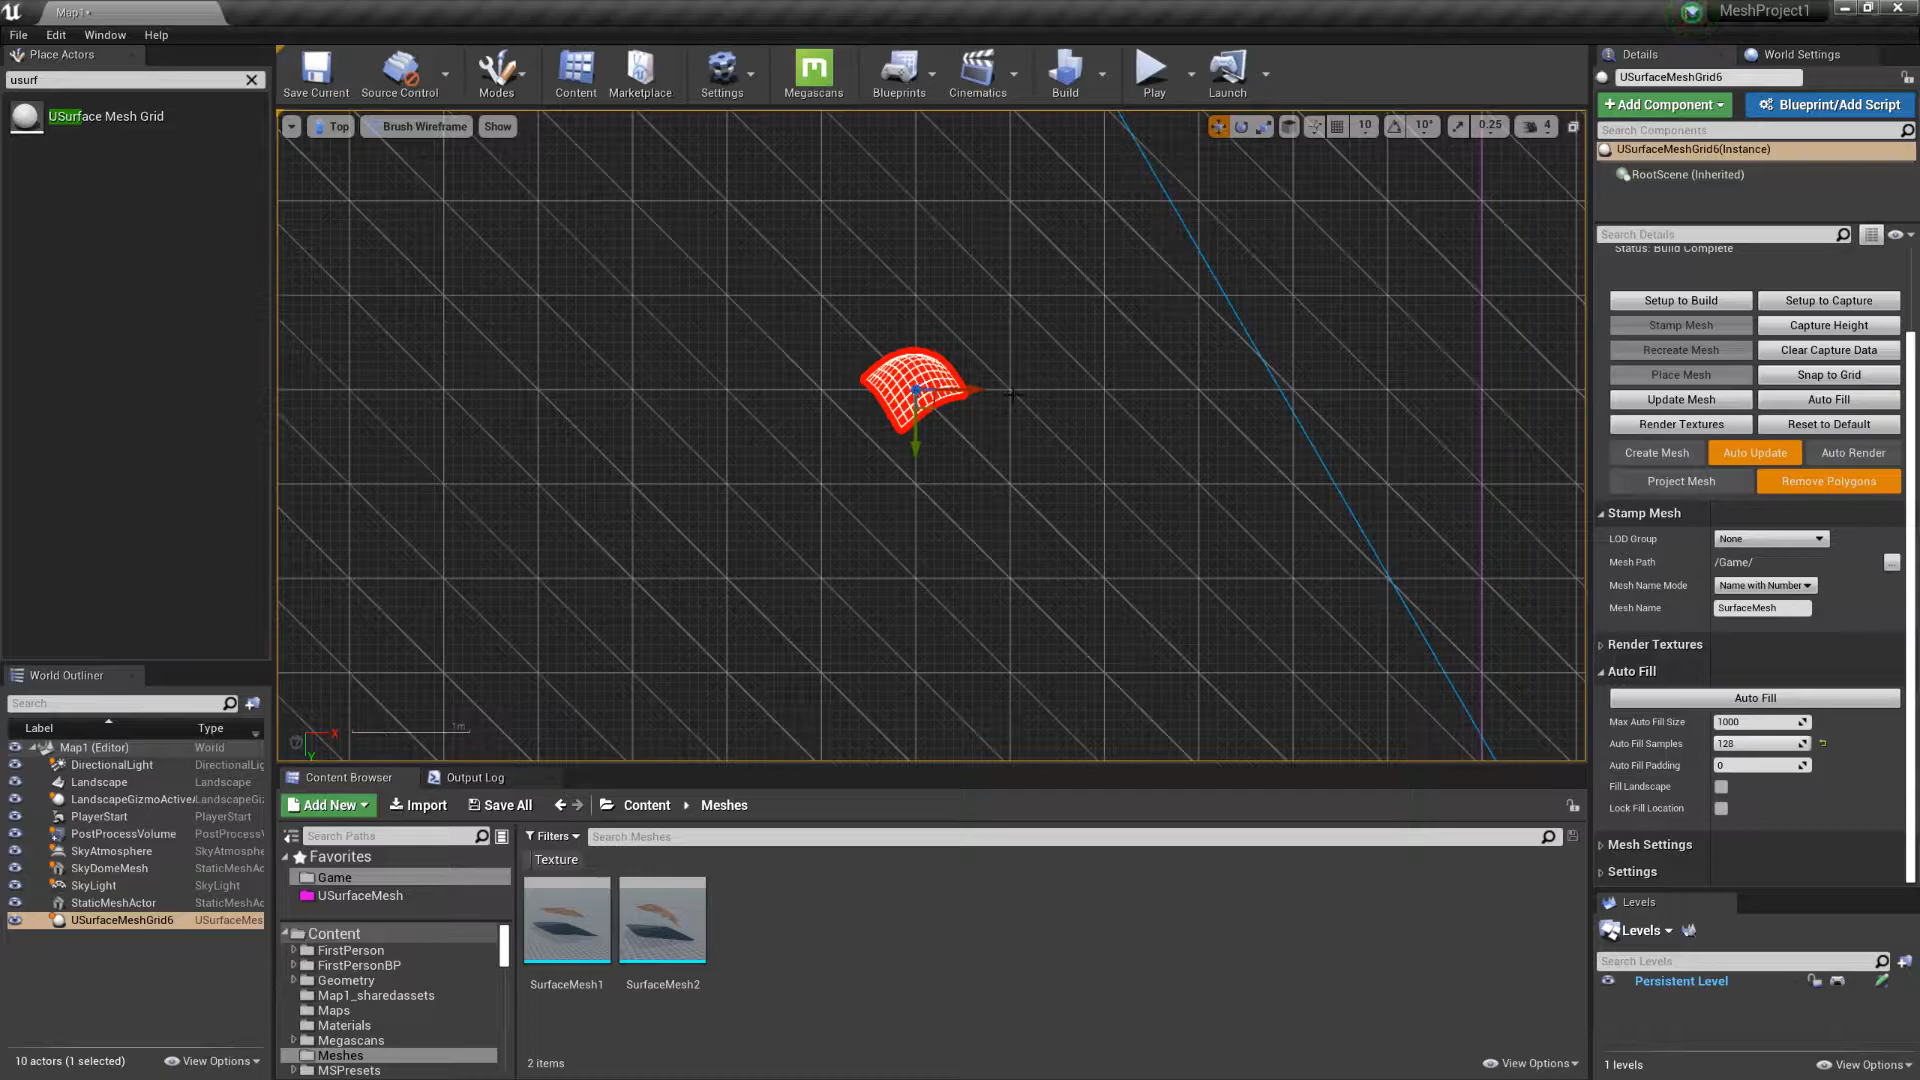 Map1•
MeshProject1
File
Edit
Window
Help
Place Actors
usurf
USurface Mesh Grid
Save Current
Source Control
Modes
Content
Marketplace
Settings
Megascans
Blueprints
Cinematics
Build
Play
Launch
Top
Brush Wireframe
Show
10
10°
0.25
4
1m
X
Y
Details
World Settings
USurfaceMeshGrid6
Add Component
Blueprint/Add Script
Search Components
USurfaceMeshGrid6(Instance)
RootScene (Inherited)
Search Details
Status: Build Complete
Setup to Build
Setup to Capture
Stamp Mesh
Capture Height
Recreate Mesh
Clear Capture Data
Place Mesh
Snap to Grid
Update Mesh
Auto Fill
Render Textures
Reset to Default
Create Mesh
Auto Update
Auto Render
Project Mesh
Remove Polygons
Stamp Mesh
LOD Group
None
Mesh Path
/Game/
...
Mesh Name Mode
Name with Number
Mesh Name
SurfaceMesh
Render Textures
Auto Fill
Auto Fill
Max Auto Fill Size
1000
Auto Fill Samples
128
Auto Fill Padding
0
Fill Landscape
Lock Fill Location
Mesh Settings
Settings
World Outliner
Search
Label
Type
Map1 (Editor)
World
DirectionalLight
DirectionalLig
Landscape
Landscape
LandscapeGizmoActive
LandscapeGiz
PlayerStart
PlayerStart
PostProcessVolume
PostProcessV
SkyAtmosphere
SkyAtmosphe
SkyDomeMesh
StaticMeshAc
SkyLight
SkyLight
StaticMeshActor
StaticMeshAc
USurfaceMeshGrid6
USurfaceMes
10 actors (1 selected)
View Options
Content Browser
Output Log
Add New
Import
Save All
Content
Meshes
Search Paths
Filters
Search Meshes
Favorites
Game
USurfaceMesh
Texture
Content
FirstPerson
FirstPersonBP
Geometry
Map1_sharedassets
Maps
Materials
Megascans
Meshes
MSPresets
SurfaceMesh1
SurfaceMesh2
2 items
View Options
Levels
Levels
Search Levels
Persistent Level
1 levels
View Options